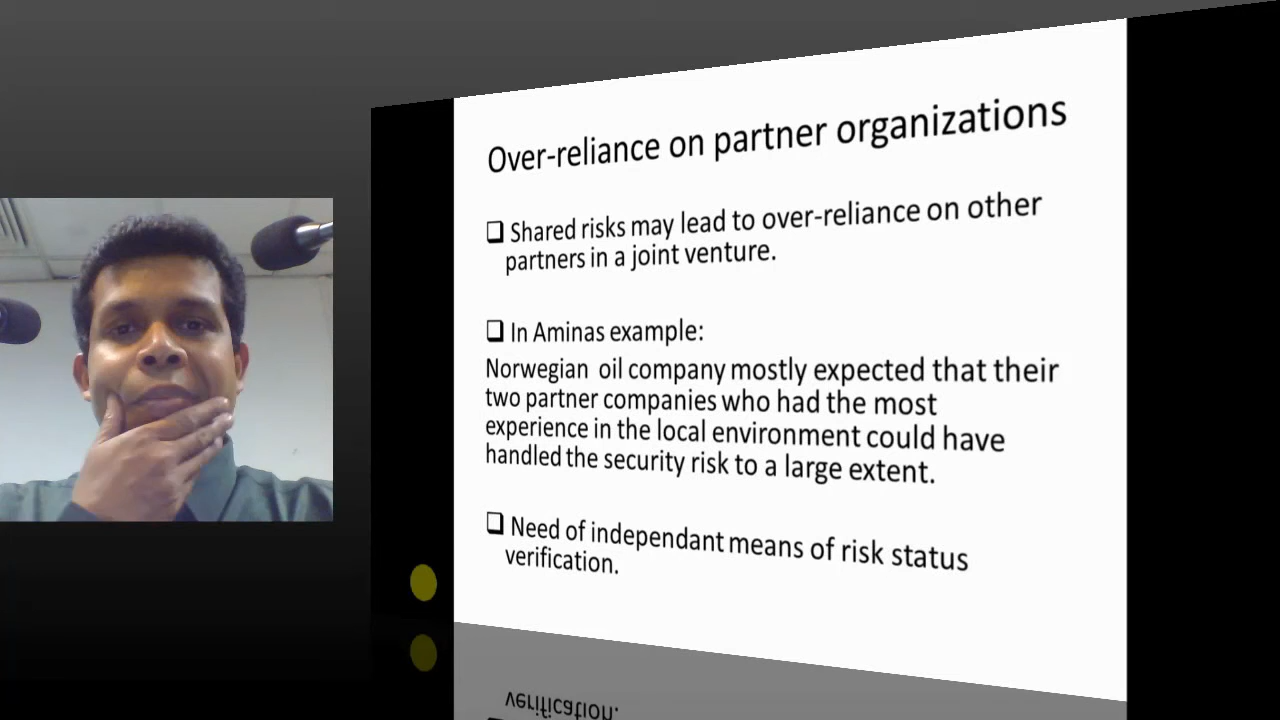 Over-reliance on partner organizations
❑ Shared risks may lead to over-reliance on other
partners in a joint venture.
❑ In Aminas example:
Norwegian oil company mostly expected that their
two partner companies who had the most
experience in the local environment could have
handled the security risk to a large extent.
❑ Need of independant means of risk status
verification.
verification.